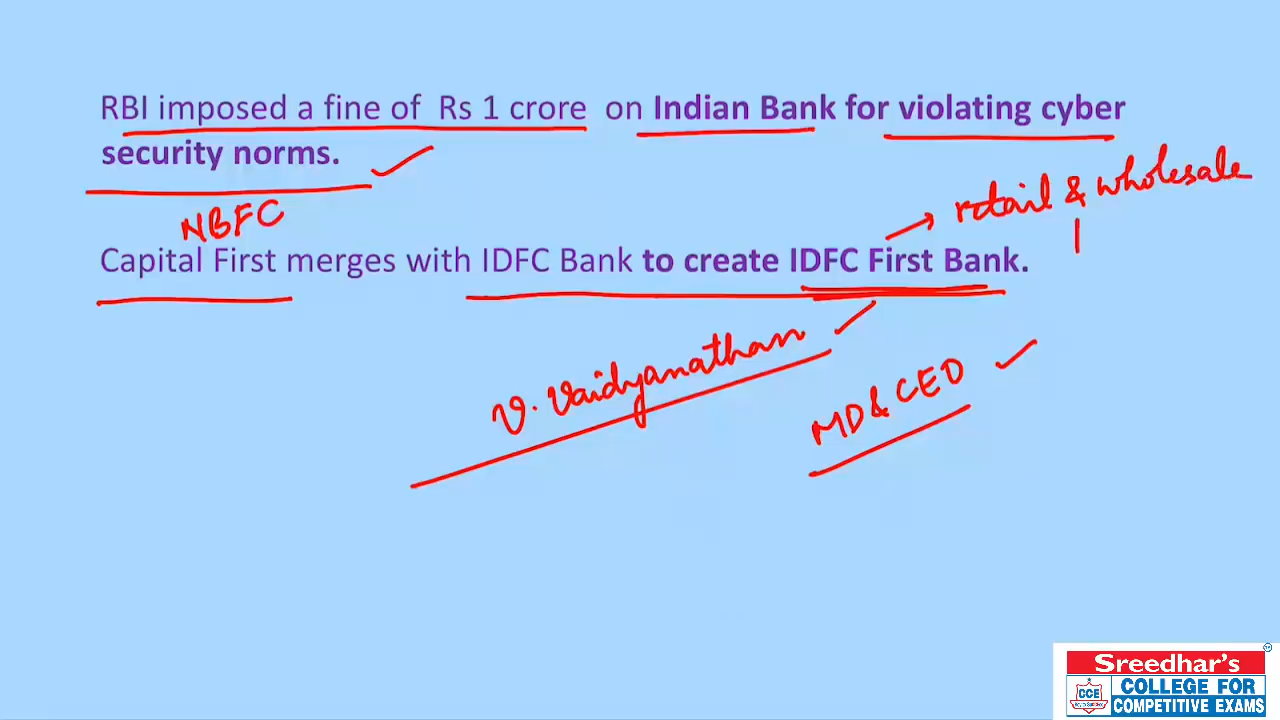 RBI imposed a fine of Rs 1 crore on Indian Bank for violating cyber
security norms.
retail & wholesale
NBFC
Capital First merges with IDFC Bank to create IDFC First Bank.
V. Vaidyanathan
MD & CEO
Sreedhar's
CCE
COLLEGE FOR
COMPETITIVE EXAMS